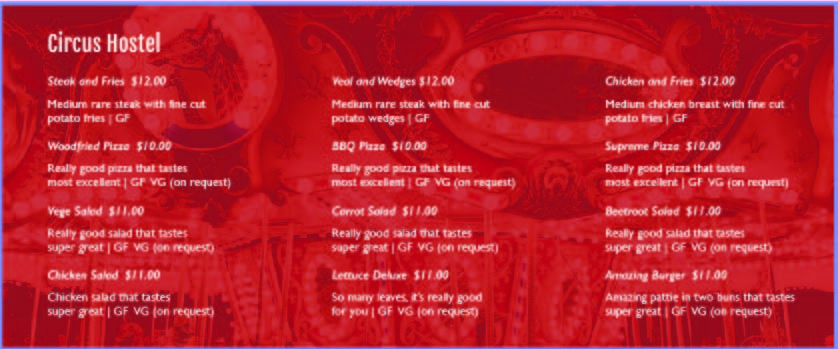 Circus Hostel
Steak and Fries $12.00
Medium rare steak with fine cut
potato fries | GF
Woodfried Pizza $10.00
Really good pizza that tastes
most excellent | GF VG (on request)
Vege Salad $11.00
Really good salad that tastes
super great | GF VG (on request)
Chicken Salad $11.00
Chicken salad that tastes
super great | GF VG (on request)
Veal and Wedges $12.00
Medium rare steak with fine cut
potato wedges | GF
BBQ Pizza $10.00
Really good pizza that tastes
most excellent | GF VG (on request)
Carrot Salad $11.00
Really good salad that tastes
super great | GF VG (on request)
Lettuce Deluxe $11.00
So many leaves, it's really good
for you | GF VG (on request)
Chicken and Fries $12.00
Medium chicken breast with fine cut
potato fries | GF
Supreme Pizza $10.00
Really good pizza that tastes
most excellent | GF VG (on request)
Beetroot Salad $11.00
Really good salad that tastes
super great | GF VG (on request)
Amazing Burger $11.00
Amazing pattie in two buns that tastes
super great | GF VG (on request)